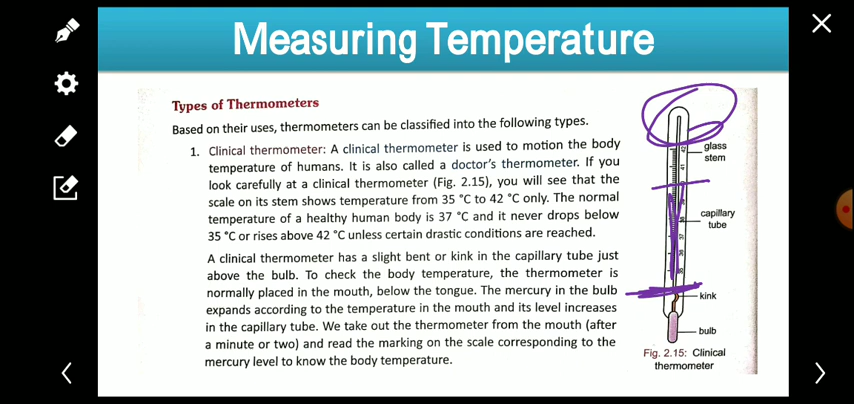 Measuring Temperature
Types of Thermometers
Based on their uses, thermometers can be classified into the following types.
1. Clinical thermometer: A clinical thermometer is used to motion the body
temperature of humans. It is also called a doctor's thermometer. If you
look carefully at a clinical thermometer (Fig. 2.15), you will see that the
scale on its stem shows temperature from 35 °C to 42 °C only. The normal
temperature of a healthy human body is 37 °C and it never drops below
35 °C or rises above 42 °C unless certain drastic conditions are reached.
A clinical thermometer has a slight bent or kink in the capillary tube just
above the bulb. To check the body temperature, the thermometer is
normally placed in the mouth, below the tongue. The mercury in the bulb
expands according to the temperature in the mouth and its level increases
in the capillary tube. We take out the thermometer from the mouth (after
a minute or two) and read the marking on the scale corresponding to the
mercury level to know the body temperature.
glass
stem
capillary
tube
kink
bulb
Fig. 2.15: Clinical
thermometer